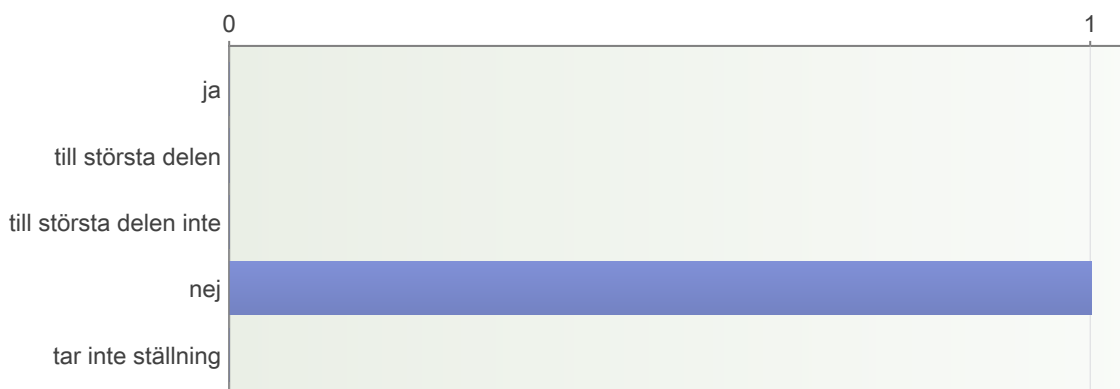 0 1
ja
till största delen
till största delen inte
nej
tar inte ställning